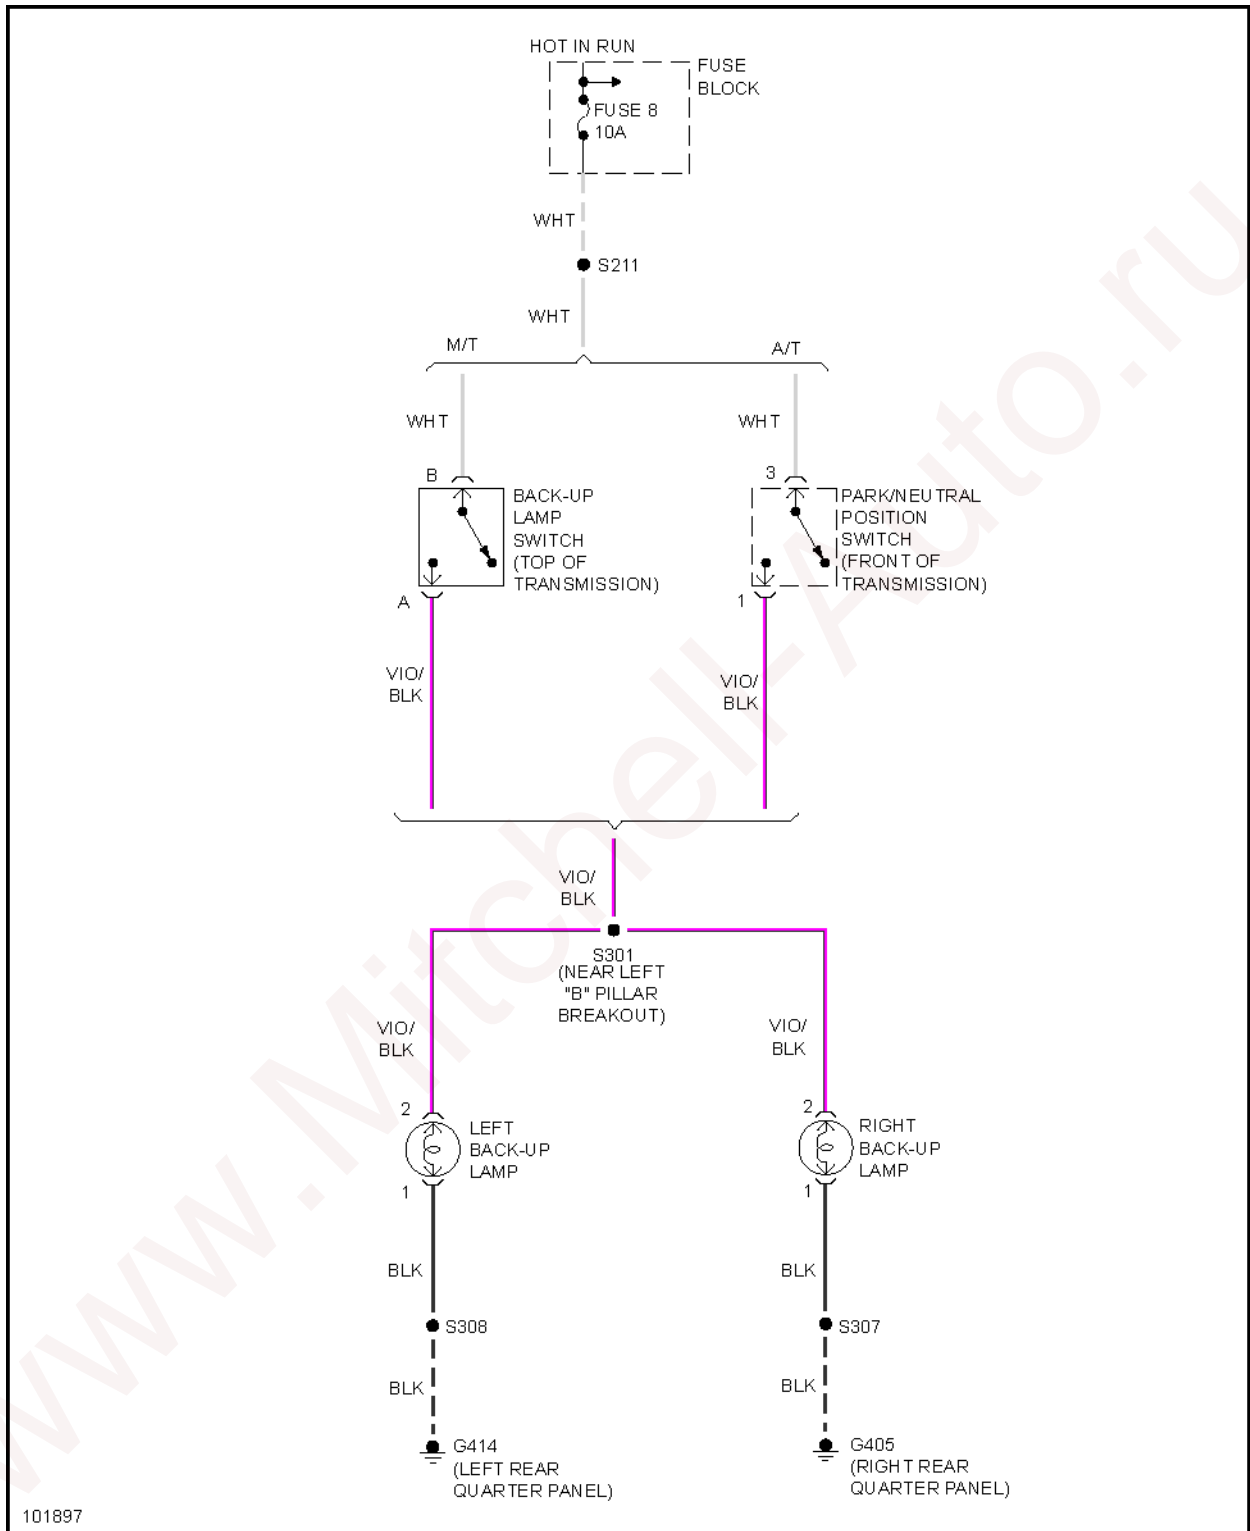 HOT IN RUN
FUSE
BLOCK
FUSE 8
10A
WHT
S211
WHT
M/T
A/T
WHT
WHT
B
3
BACK-UP
LAMP
SWITCH
(TOP OF
TRANSMISSION)
PARK/NEUTRAL
POSITION
SWITCH
(FRONT OF
TRANSMISSION)
A
1
VIO/
BLK
VIO/
BLK
VIO/
BLK
S301
(NEAR LEFT
"B" PILLAR
BREAKOUT)
VIO/
BLK
VIO/
BLK
2
2
LEFT
BACK-UP
LAMP
RIGHT
BACK-UP
LAMP
1
1
BLK
BLK
S308
S307
BLK
BLK
G414
(LEFT REAR
QUARTER PANEL)
G405
(RIGHT REAR
QUARTER PANEL)
101897
www.Mitchell-Auto.ru